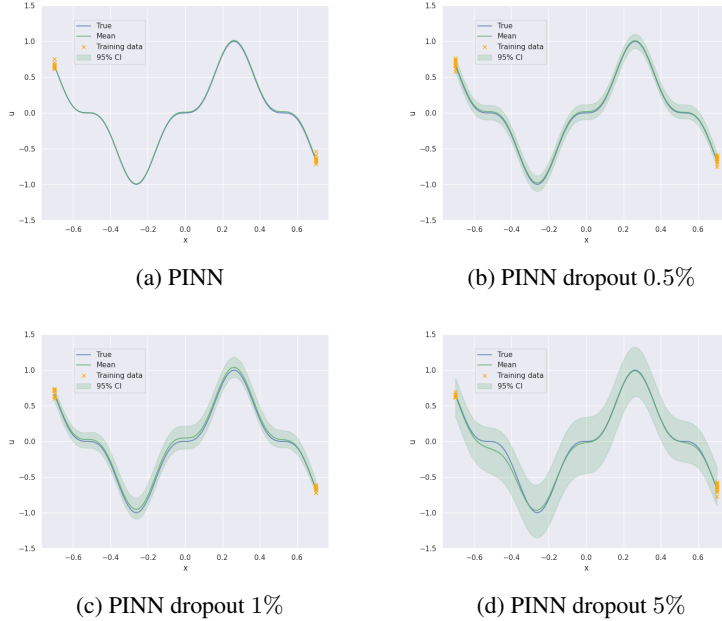 1.5
1.0
0.5
0.0
−0.5
−1.0
−1.5
u
−0.6 −0.4 −0.2 0.0 0.2 0.4 0.6
x
True
Mean
Training data
95% CI
(a) PINN
1.5
1.0
0.5
0.0
−0.5
−1.0
−1.5
u
−0.6 −0.4 −0.2 0.0 0.2 0.4 0.6
x
True
Mean
Training data
95% CI
(b) PINN dropout 0.5%
1.5
1.0
0.5
0.0
−0.5
−1.0
−1.5
u
−0.6 −0.4 −0.2 0.0 0.2 0.4 0.6
x
True
Mean
Training data
95% CI
(c) PINN dropout 1%
1.5
1.0
0.5
0.0
−0.5
−1.0
−1.5
u
−0.6 −0.4 −0.2 0.0 0.2 0.4 0.6
x
True
Mean
Training data
95% CI
(d) PINN dropout 5%